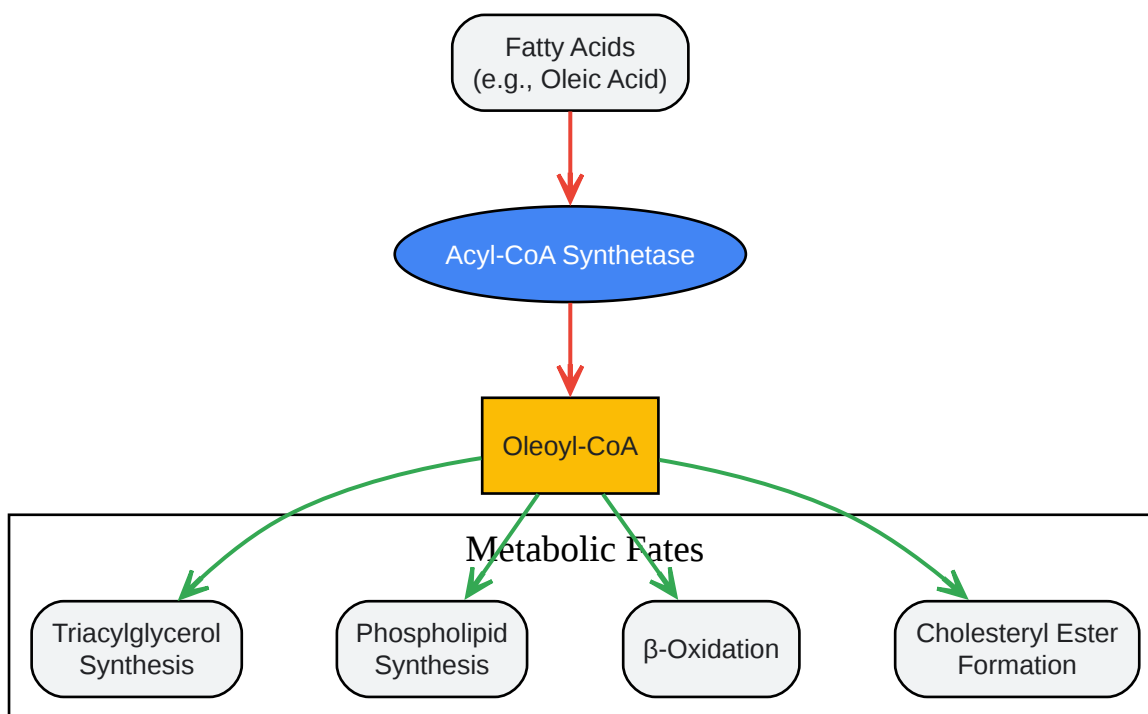 Fatty Acids
(e.g., Oleic Acid)
Acyl-CoA Synthetase
Oleoyl-CoA
Metabolic Fates
Triacylglycerol
Synthesis
Phospholipid
Synthesis
β-Oxidation
Cholesteryl Ester
Formation